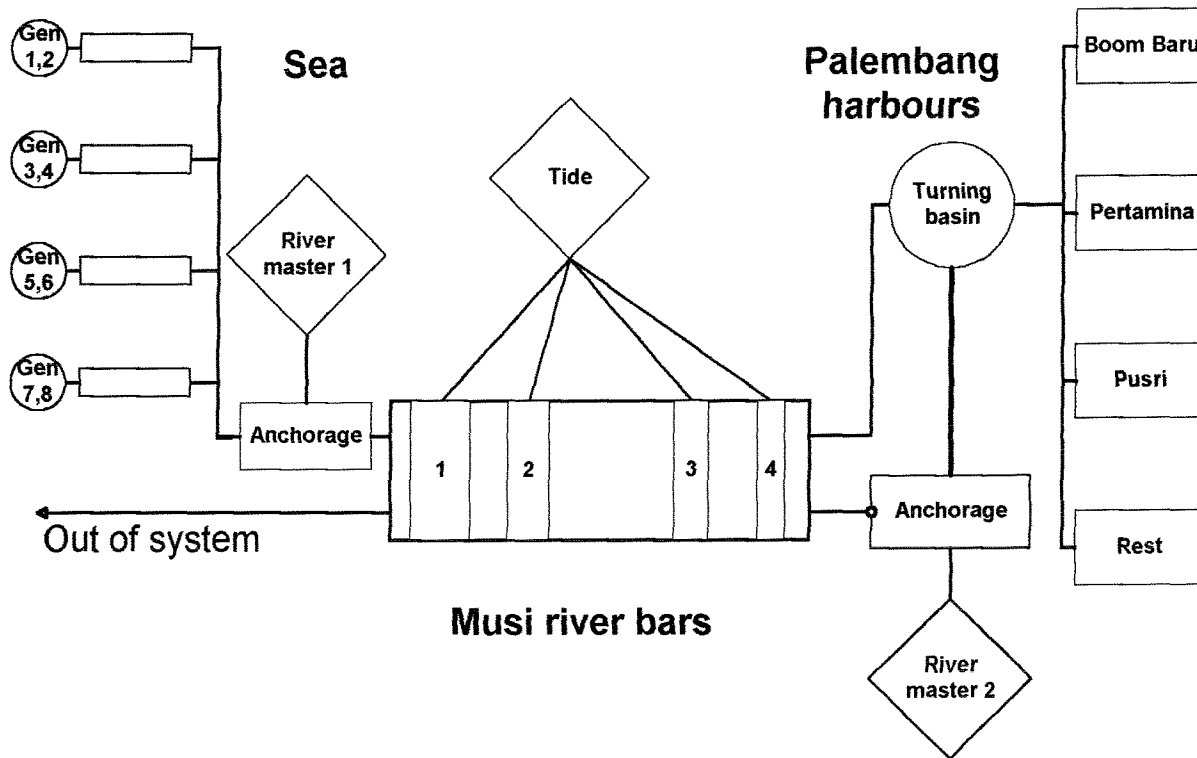 Gen
1,2
Sea
Palembang
harbours
Boom Baru
Gen
3,4
Tide
Turning
basin
Pertamina
River
master 1
Gen
5,6
Gen
7,8
Pusri
Anchorage
1
2
3
4
Anchorage
Out of system
Rest
Musi river bars
River
master 2